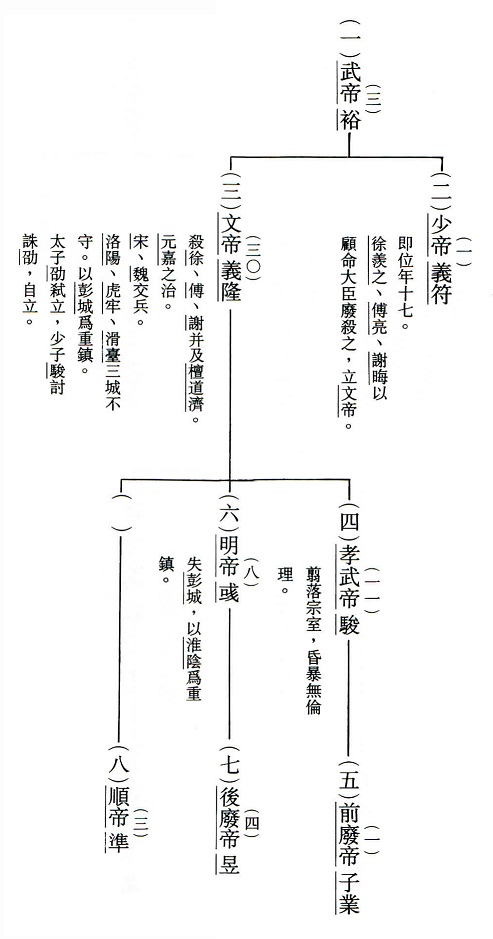 (一)武帝 裕
(三)
(二)少帝 義符
(一)
即位年十七。
徐羨之、傅亮、謝晦以
顧命大臣廢殺之，立文帝。
(三)文帝 義隆
(三〇)
殺徐、傅、謝并及檀道濟。
元嘉之治。
宋、魏交兵。
洛陽、虎牢、滑臺三城不
守。以彭城爲重鎮。
太子劭弒立，少子駿討
誅劭，自立。
(四)孝武帝 駿
(一一)
翦落宗室，昏暴無倫
理。
(五)前廢帝 子業
(一)
(六)明帝 彧
(八)
失彭城，以淮陰爲重
鎮。
(七)後廢帝 昱
(四)
( )
(八)順帝 準
(三)